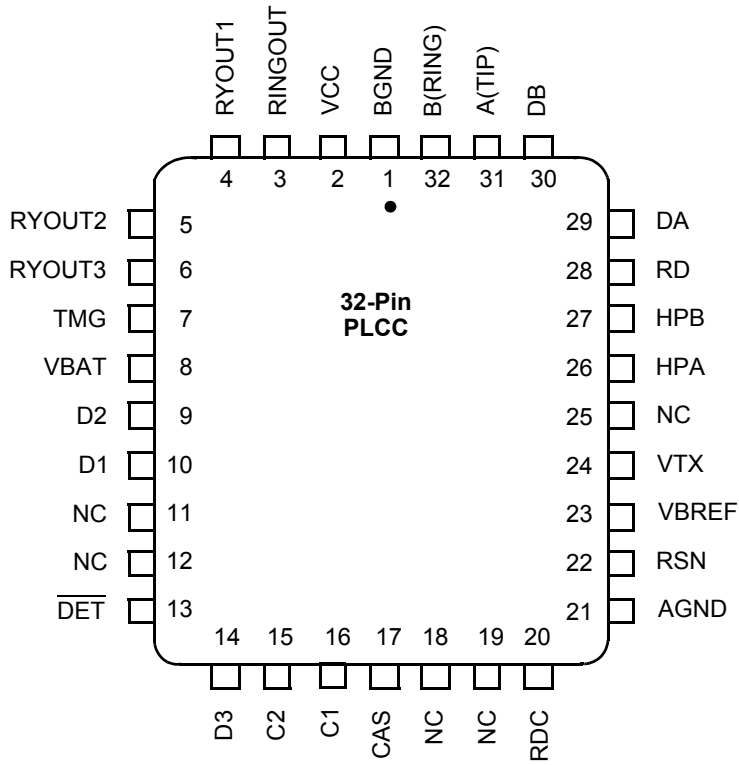 RYOUT1
RINGOUT
VCC
BGND
B(RING)
A(TIP)
DB
4 3 2 1 32 31 30
RYOUT2 5
RYOUT3 6
TMG 7
VBAT 8
D2 9
D1 10
NC 11
NC 12
DET 13
32-Pin
PLCC
29 DA
28 RD
27 HPB
26 HPA
25 NC
24 VTX
23 VBREF
22 RSN
21 AGND
14 15 16 17 18 19 20
D3
C2
C1
CAS
NC
NC
RDC